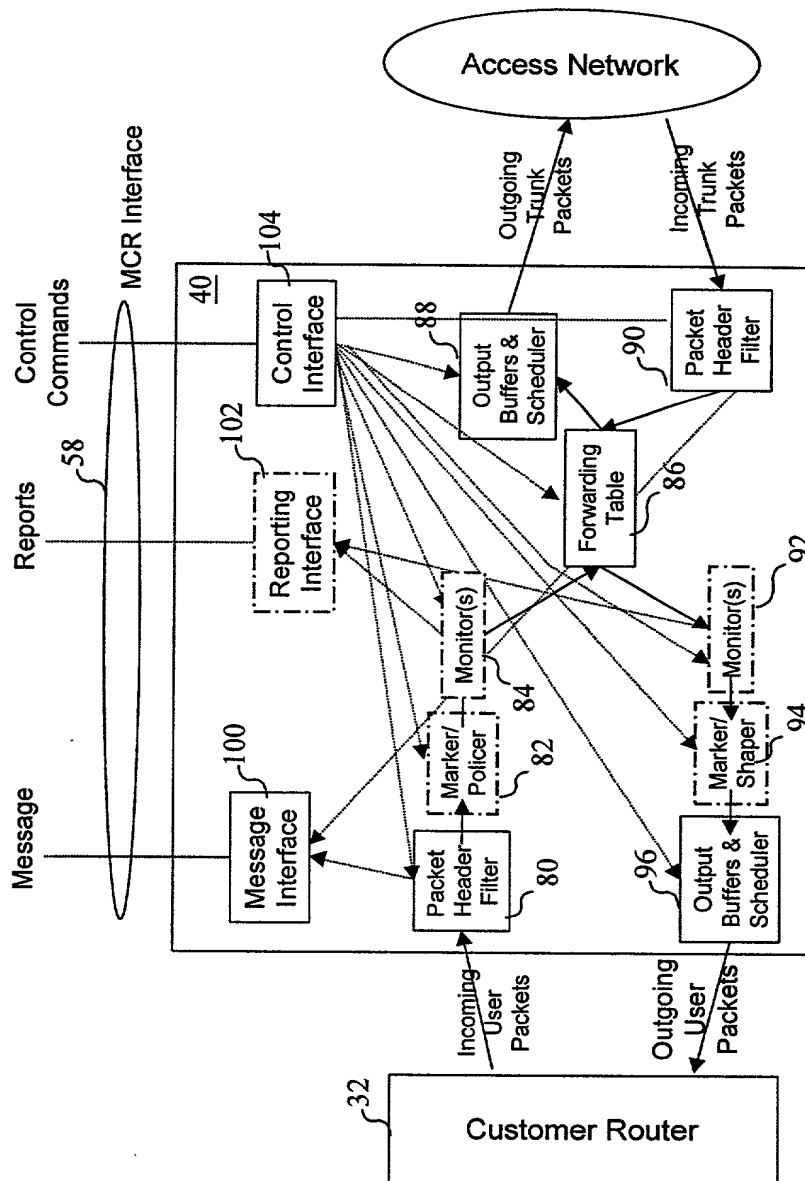 Message
Reports
Control
Commands
58
MCR Interface
40
100
Message
Interface
102
Reporting
Interface
104
Control
Interface
Access Network
Outgoing
Trunk
Packets
Incoming
Trunk
Packets
88
Output
Buffers &
Scheduler
90
Packet
Header
Filter
Forwarding
Table
86
Monitor(s)
84
Marker/
Policer
82
Packet
Header
Filter
80
Incoming
User
Packets
Monitor(s)
92
Marker/
Shaper
94
Output
Buffers &
Scheduler
96
Outgoing
User
Packets
32
Customer Router